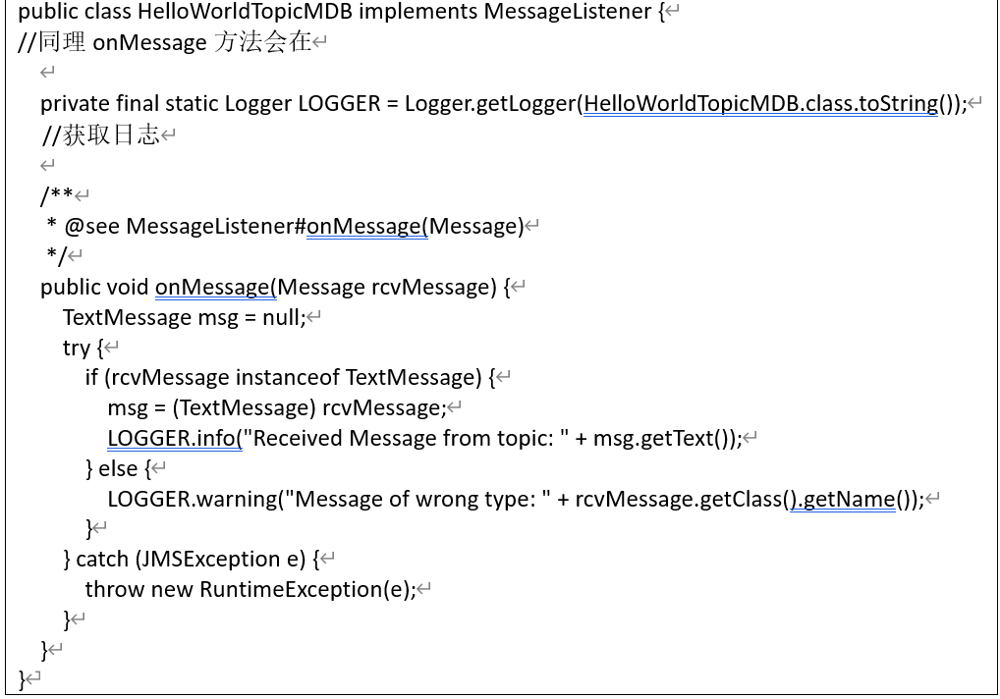 public class HelloWorldTopicMDB implements MessageListener {
//同理 onMessage 方法会在
private final static Logger LOGGER = Logger.getLogger(HelloWorldTopicMDB.class.toString());
//获取日志
/**
* @see MessageListener#onMessage(Message)
*/
public void onMessage(Message rcvMessage) {
TextMessage msg = null;
try {
if (rcvMessage instanceof TextMessage) {
msg = (TextMessage) rcvMessage;
LOGGER.info("Received Message from topic: " + msg.getText());
} else {
LOGGER.warning("Message of wrong type: " + rcvMessage.getClass().getName());
}
} catch (JMSException e) {
throw new RuntimeException(e);
}
}
}